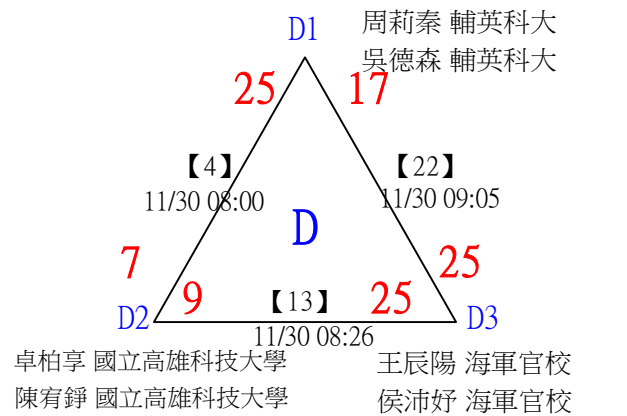 D1
周莉秦 輔英科大
吳德森 輔英科大
25
17
【4】
11/30 08:00
【22】
11/30 09:05
D
7
25
9
【13】
25
D2
D3
11/30 08:26
卓柏享 國立高雄科技大學
陳宥錚 國立高雄科技大學
王辰陽 海軍官校
侯沛妤 海軍官校